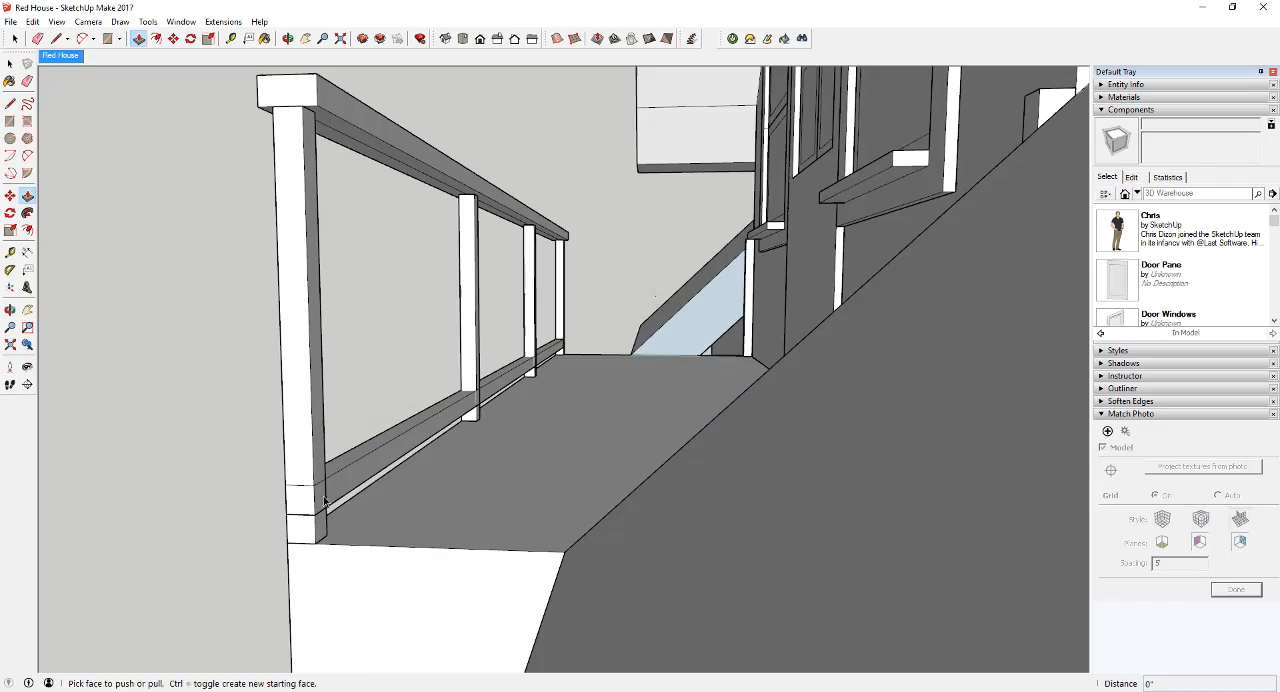 Red House - SketchUp Make 2017
File Edit View Camera Draw Tools Window Extensions Help
Red House
Default Tray
Entity Info
Materials
Components
Select Edit Statistics
3D Warehouse
Chris
by SketchUp
Chris Dizon joined the SketchUp team
in its infancy with @Last Software. Hi...
Door Pane
by Unknown
No Description
Door Windows
by Unknown
In Model
Styles
Shadows
Instructor
Outliner
Soften Edges
Match Photo
Model
Project textures from photo
Grid: On Auto
Style:
Planes:
Spacing: 5'
Done
Pick face to push or pull. Ctrl = toggle create new starting face.
Distance 0"